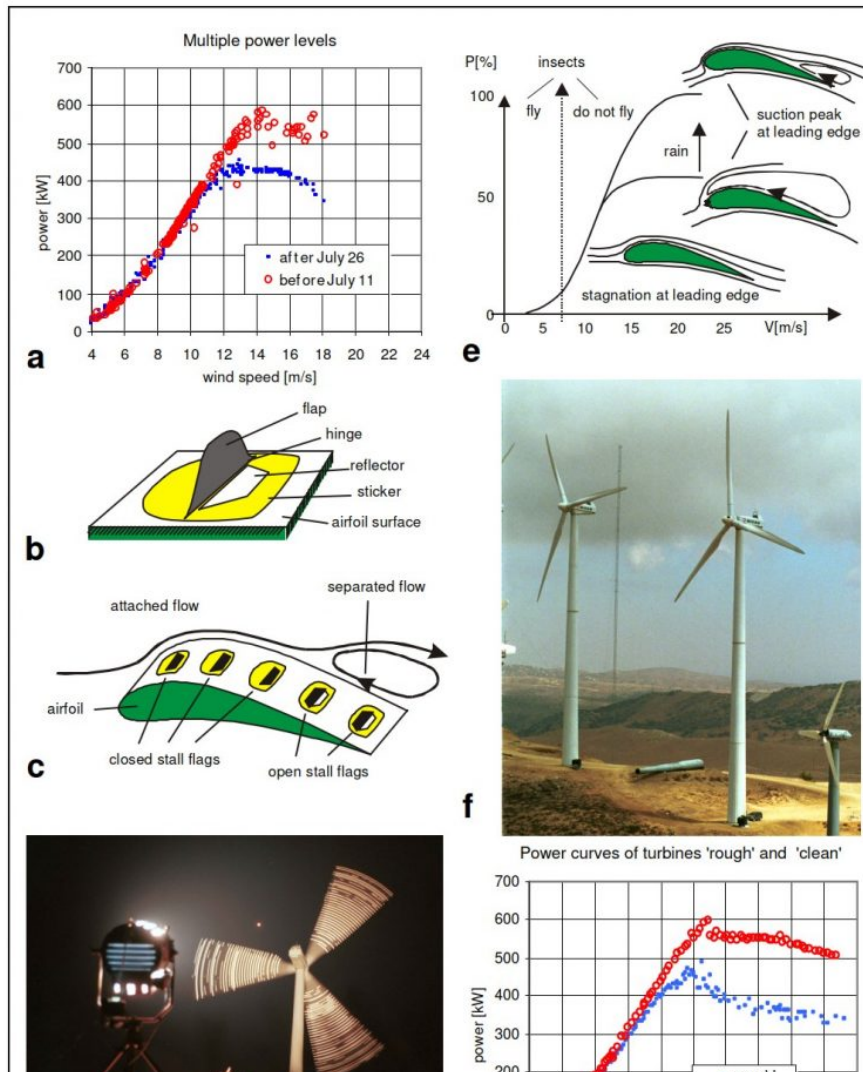 Multiple power levels
700
600
500
400
300
200
100
0
power [kW]
after July 26
before July 11
4 6 8 10 12 14 16 18 20 22 24
wind speed [m/s]
a
flap
hinge
reflector
sticker
airfoil surface
b
separated flow
attached flow
airfoil
closed stall flags
open stall flags
c
P[%]
insects
fly
do not fly
100
50
0
suction peak
at leading edge
rain
stagnation at leading edge
0 5 10 15 20 25 V[m/s]
e
f
Power curves of turbines 'rough' and 'clean'
700
600
500
400
300
200
power [kW]